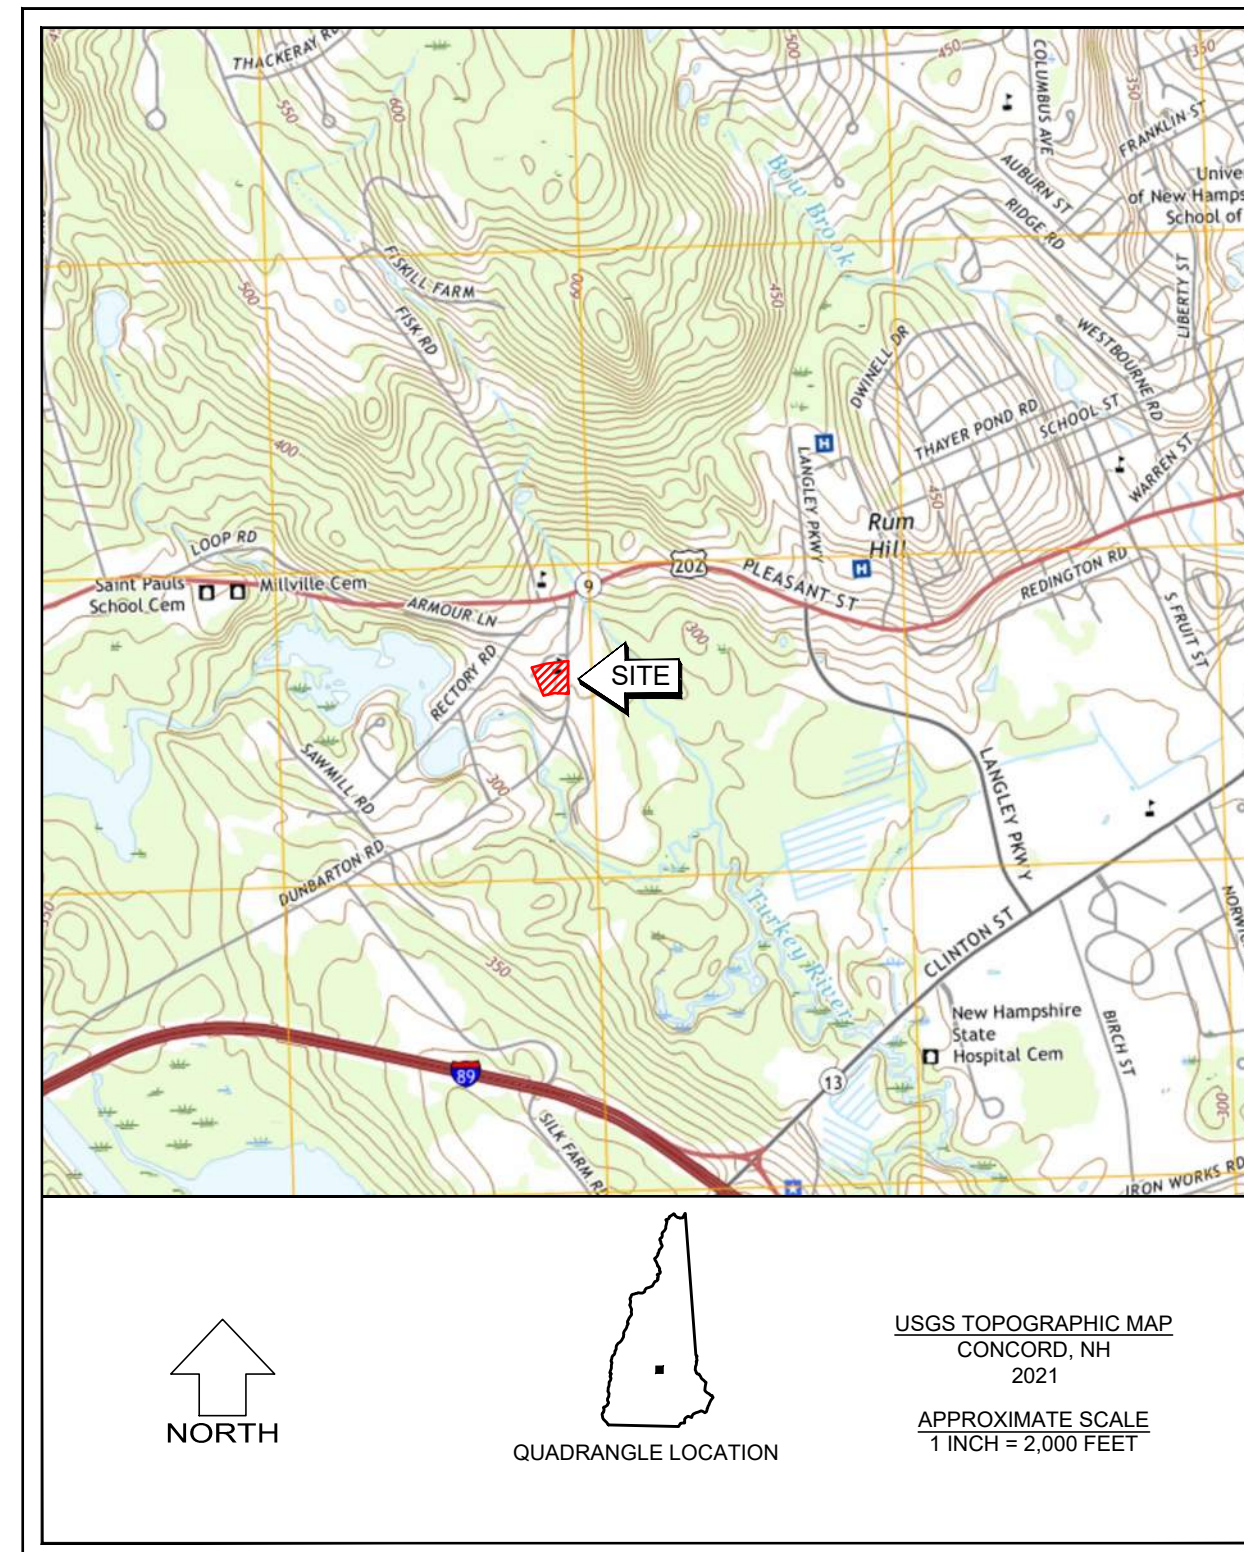 THACKERAY RD
550
600
500
450
COLUMBUS AVE
350
350
FRANKLIN ST
AUBURN ST
RIDGE RD
Univer
of New Hamps
School of
Bow Brook
FISKILL FARM
FISK RD
500
600
450
LIBERTY ST
WESTBOURNE RD
DWINELL DR
THAYER POND RD
SCHOOL ST
WARREN ST
400
H
LANGLEY PKWY
450
Rum
Hill
H
LOOP RD
Saint Pauls
School Cem
Millville Cem
ARMOUR LN
9
202
PLEASANT ST
REDINGTON RD
S FRUIT ST
300
RECTORY RD
SITE
SAWMILL RD
300
LANGLEY PKWY
DUNBARTON RD
350
CLINTON ST
Turkey River
350
New Hampshire
State
Hospital Cem
BIRCH ST
89
13
SILK FARM R
300
IRON WORKS RD
NORTH
QUADRANGLE LOCATION
USGS TOPOGRAPHIC MAP
CONCORD, NH
2021
APPROXIMATE SCALE
1 INCH = 2,000 FEET